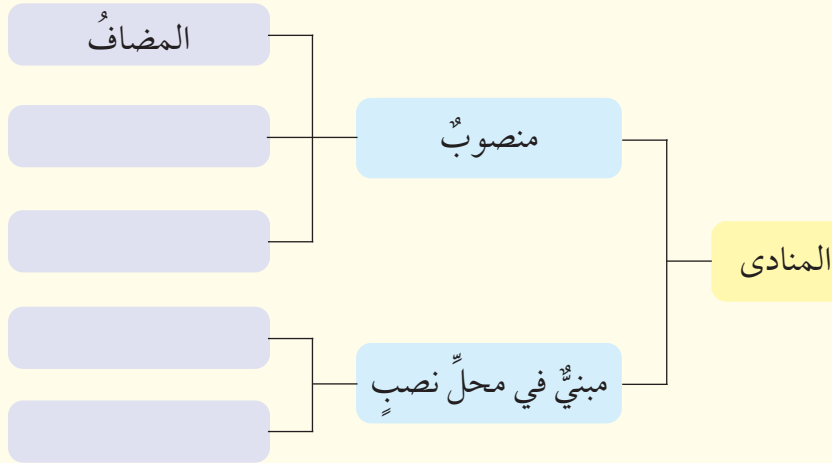 المنادى
منصوبٌ
المضافُ
مبنيٌّ في محلِّ نصبٍ